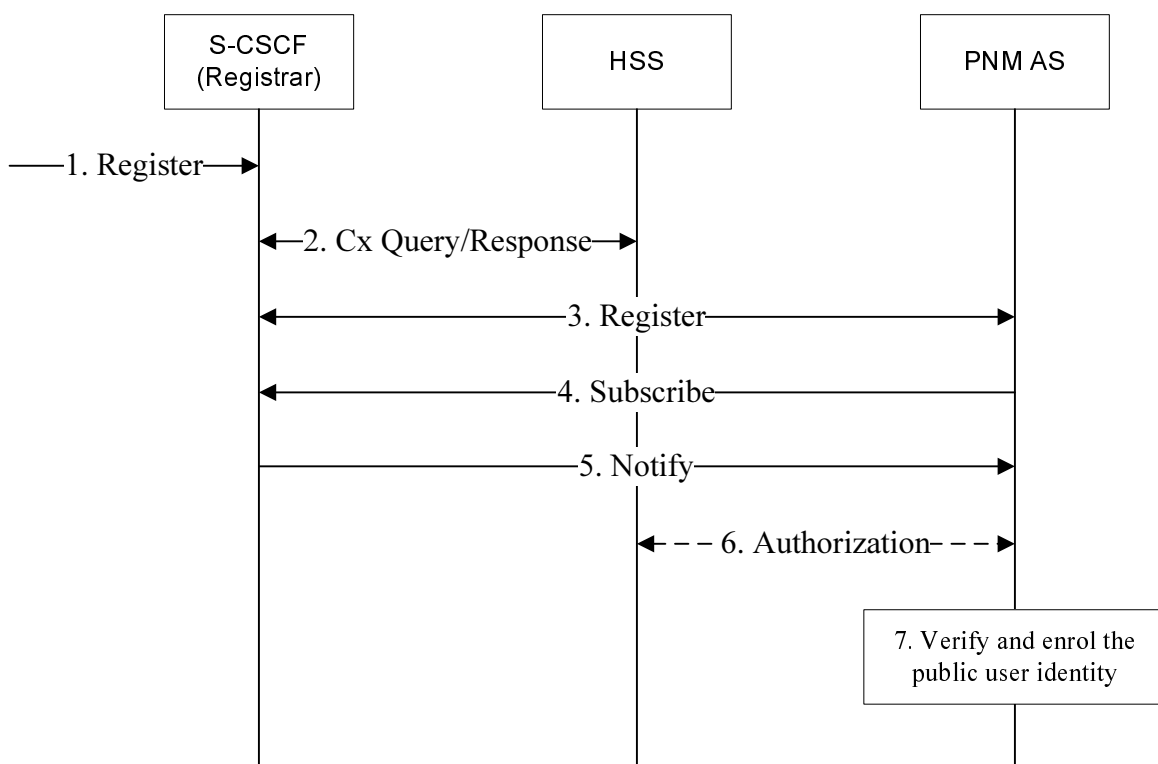 S-CSCF
(Registrar)
HSS
PNM AS
1. Register
2. Cx Query/Response
3. Register
4. Subscribe
5. Notify
6. Authorization
7. Verify and enrol the
public user identity